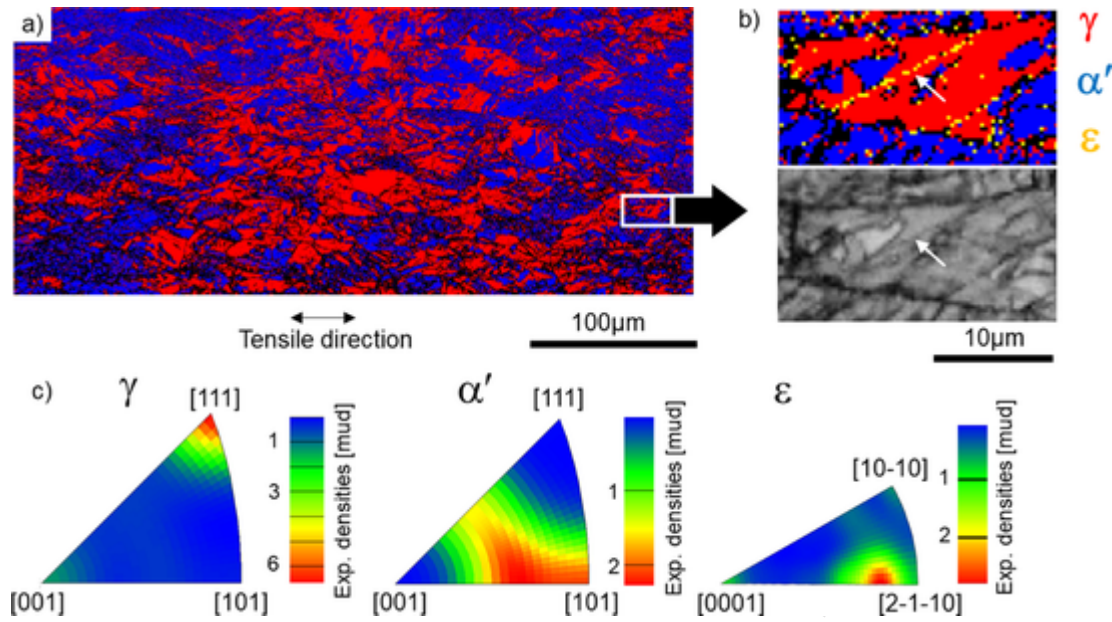 a)
b)
γ
α′
ε
Tensile direction
100µm
10µm
c)
γ
[111]
[001]
[101]
1
3
6
Exp. densities [mud]
α′
[111]
[001]
[101]
1
2
Exp. densities [mud]
ε
[10-10]
[0001]
[2-1-10]
1
2
Exp. densities [mud]